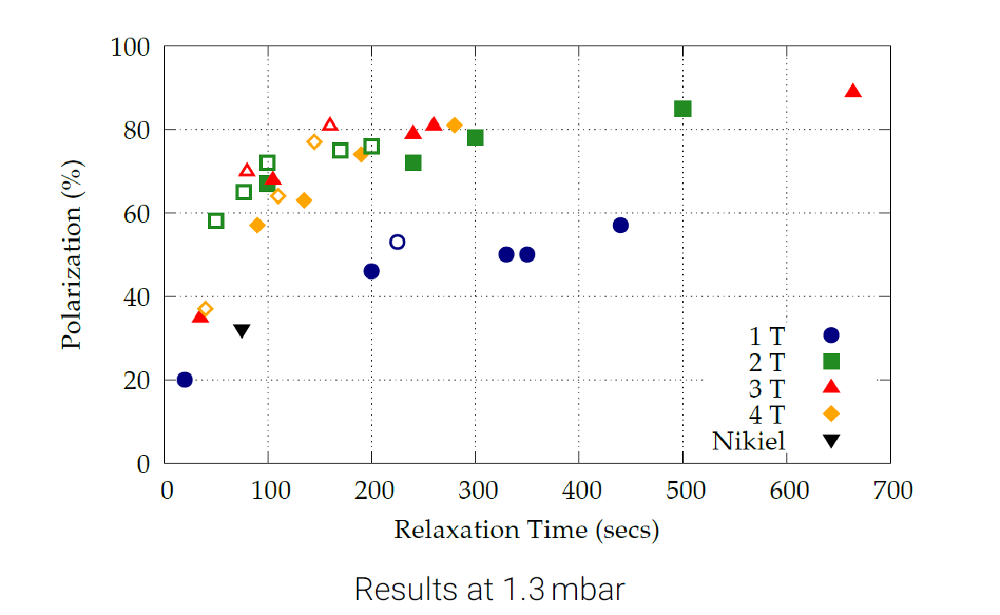 100
80
60
40
20
0
Polarization (%)
1 T
2 T
3 T
4 T
Nikiel
0 100 200 300 400 500 600 700
Relaxation Time (secs)
Results at 1.3 mbar